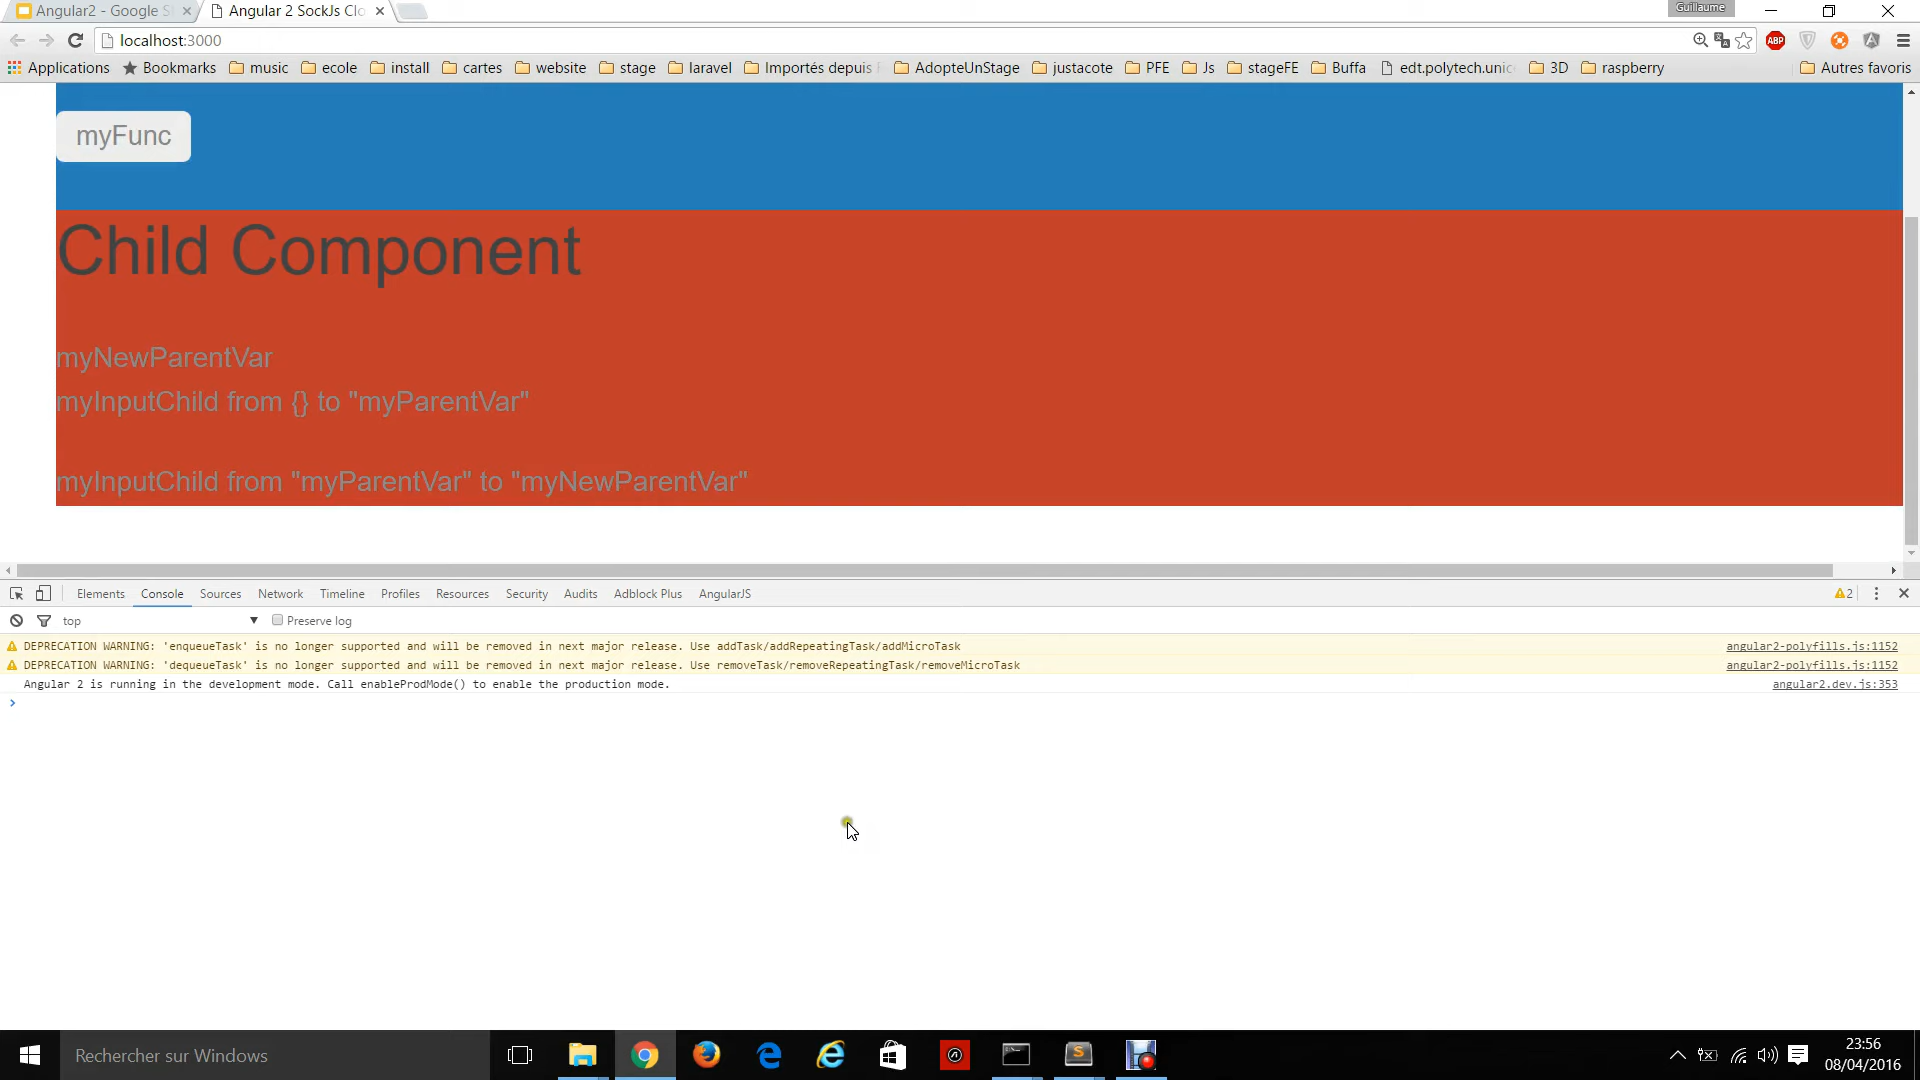 Angular2 - Google S
Angular 2 SockJs Clo
Guillaume
localhost:3000
ABP
Applications
Bookmarks
music
ecole
install
cartes
website
stage
laravel
Importés depuis
AdopteUnStage
justacote
PFE
Js
stageFE
Buffa
edt.polytech.unic
3D
raspberry
Autres favoris
myFunc
Child Component
myNewParentVar
myInputChild from {} to "myParentVar"
myInputChild from "myParentVar" to "myNewParentVar"
Elements Console Sources Network Timeline Profiles Resources Security Audits Adblock Plus AngularJS
2
top
Preserve log
DEPRECATION WARNING: 'enqueueTask' is no longer supported and will be removed in next major release. Use addTask/addRepeatingTask/addMicroTask
angular2-polyfills.js:1152
DEPRECATION WARNING: 'dequeueTask' is no longer supported and will be removed in next major release. Use removeTask/removeRepeatingTask/removeMicroTask
angular2-polyfills.js:1152
Angular 2 is running in the development mode. Call enableProdMode() to enable the production mode.
angular2.dev.js:353
Rechercher sur Windows
23:56
08/04/2016